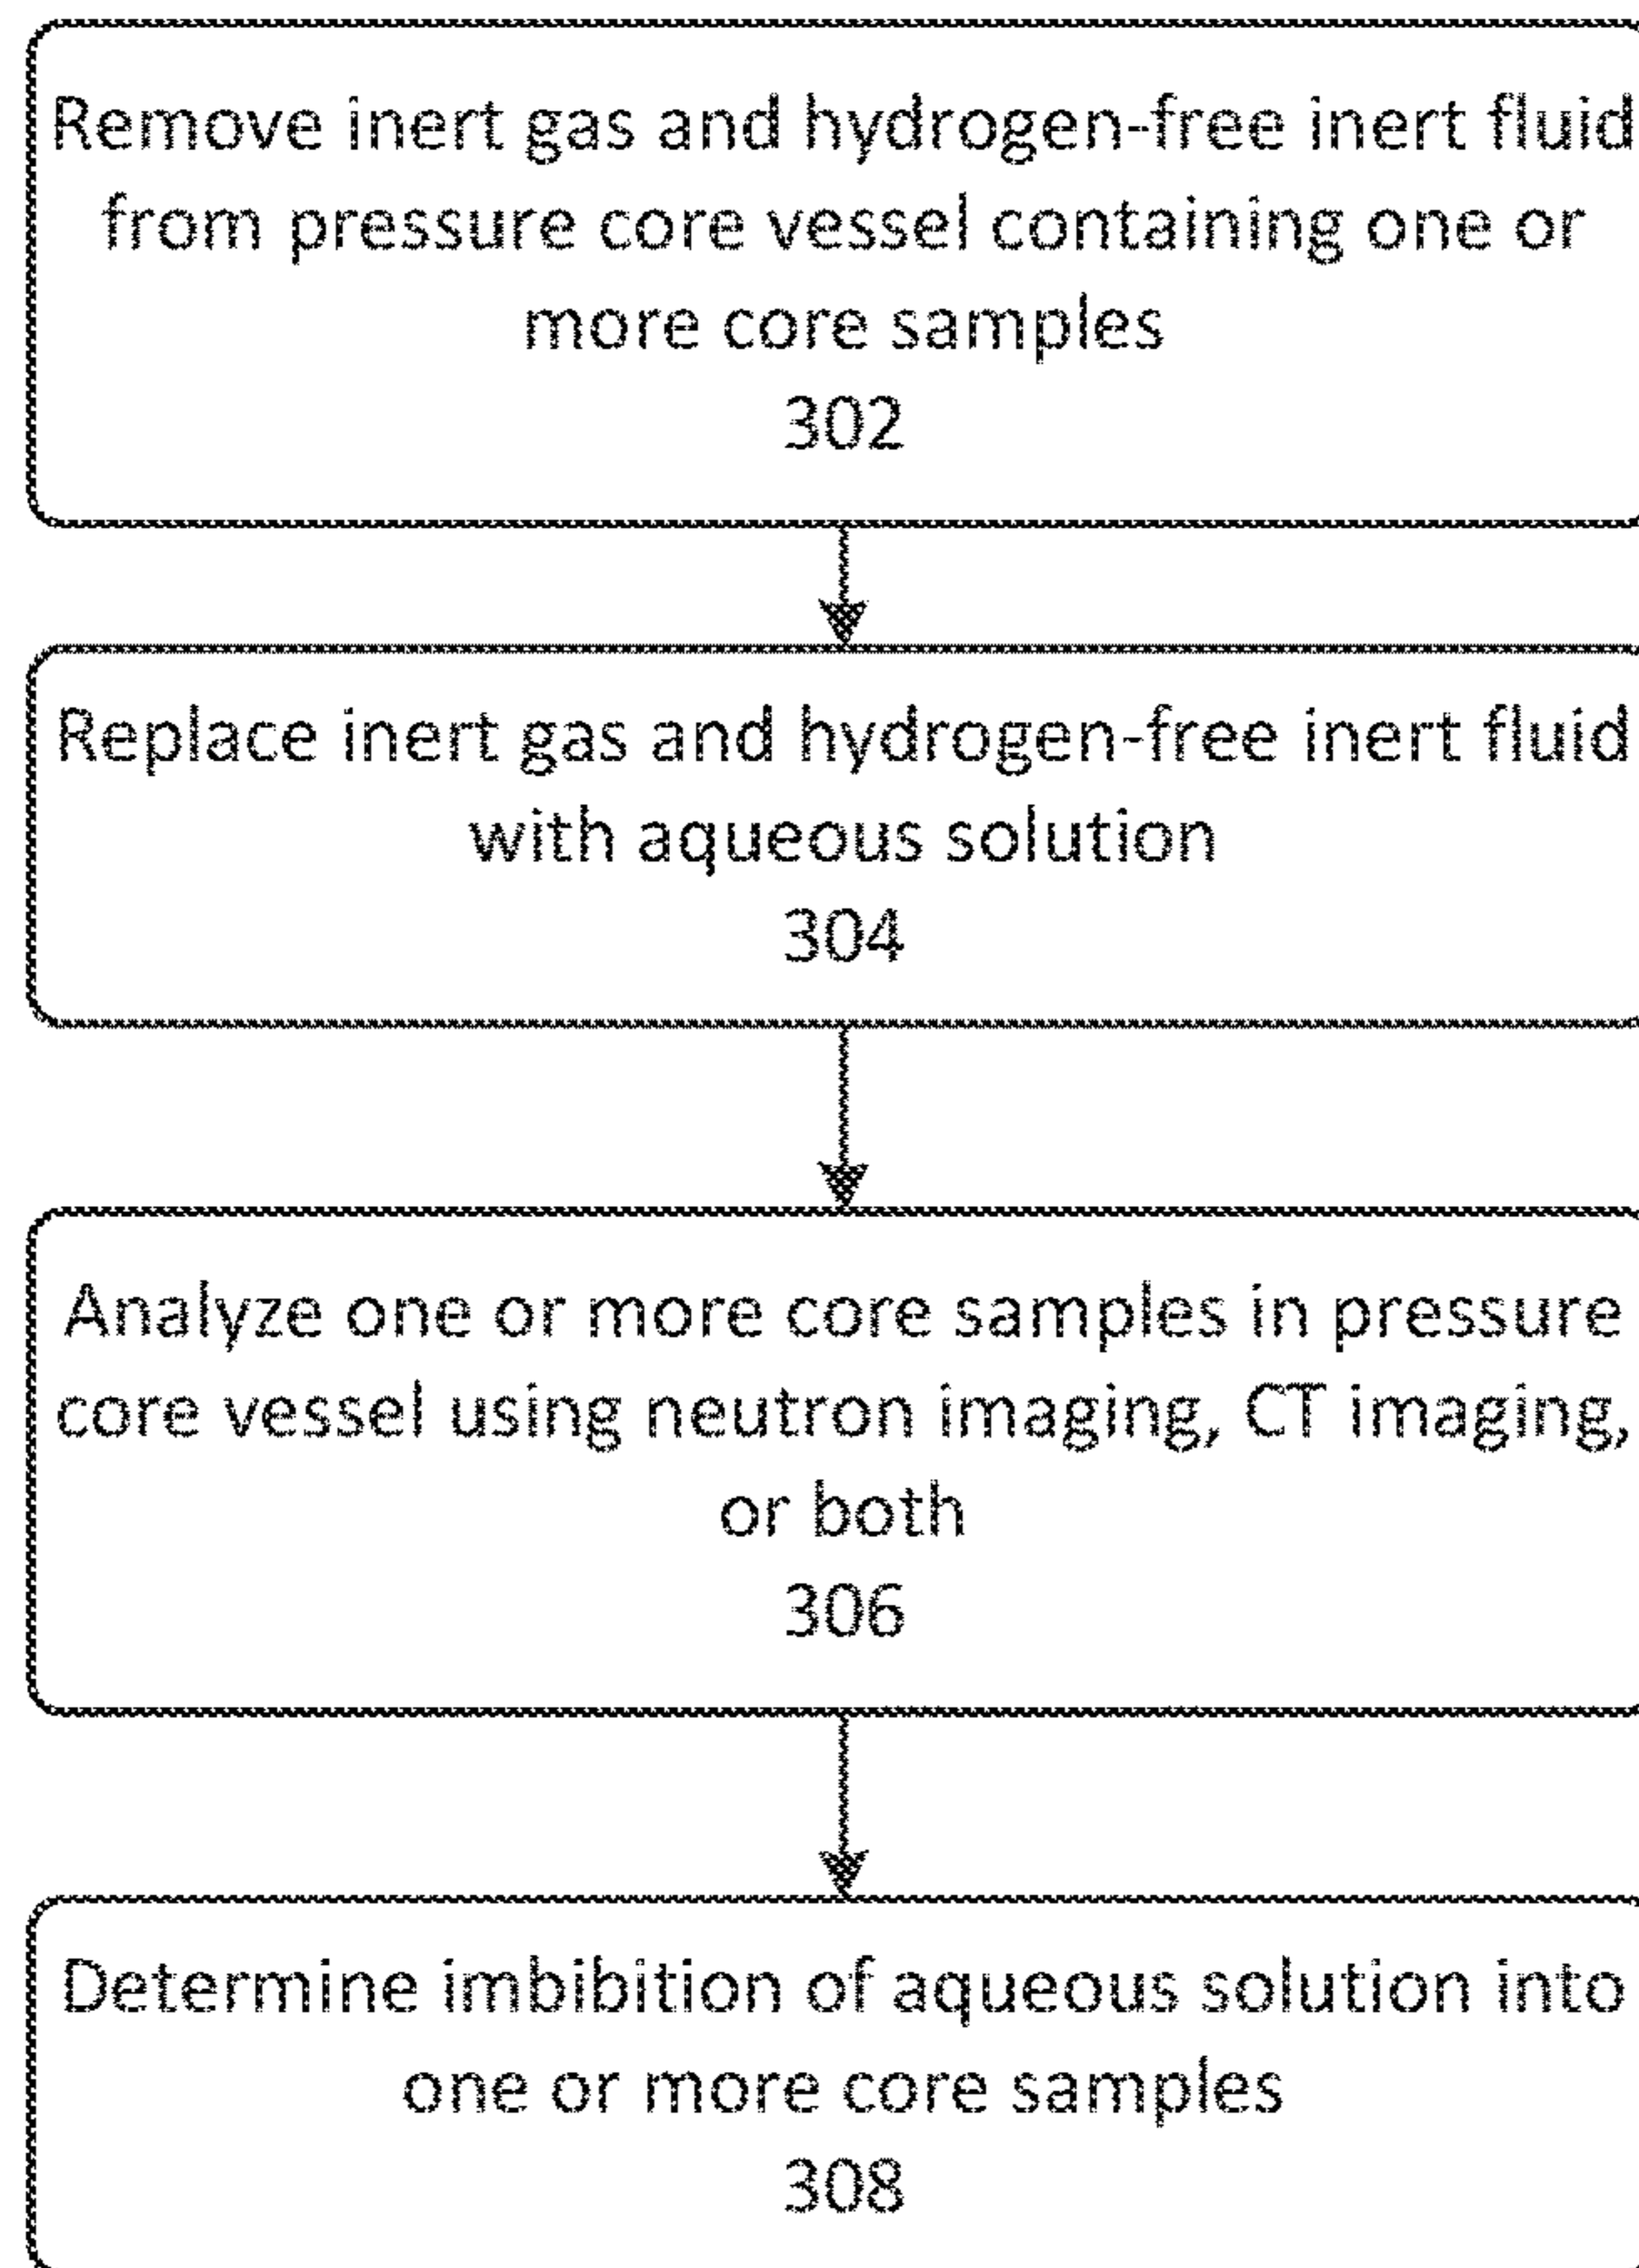 Remove inert gas and hydrogen-free inert fluid
from pressure core vessel containing one or
more core samples
302
Replace inert gas and hydrogen-free inert fluid
with aqueous solution
304
Analyze one or more core samples in pressure
core vessel using neutron imaging, CT imaging,
or both
306
Determine imbibition of aqueous solution into
one or more core samples
308